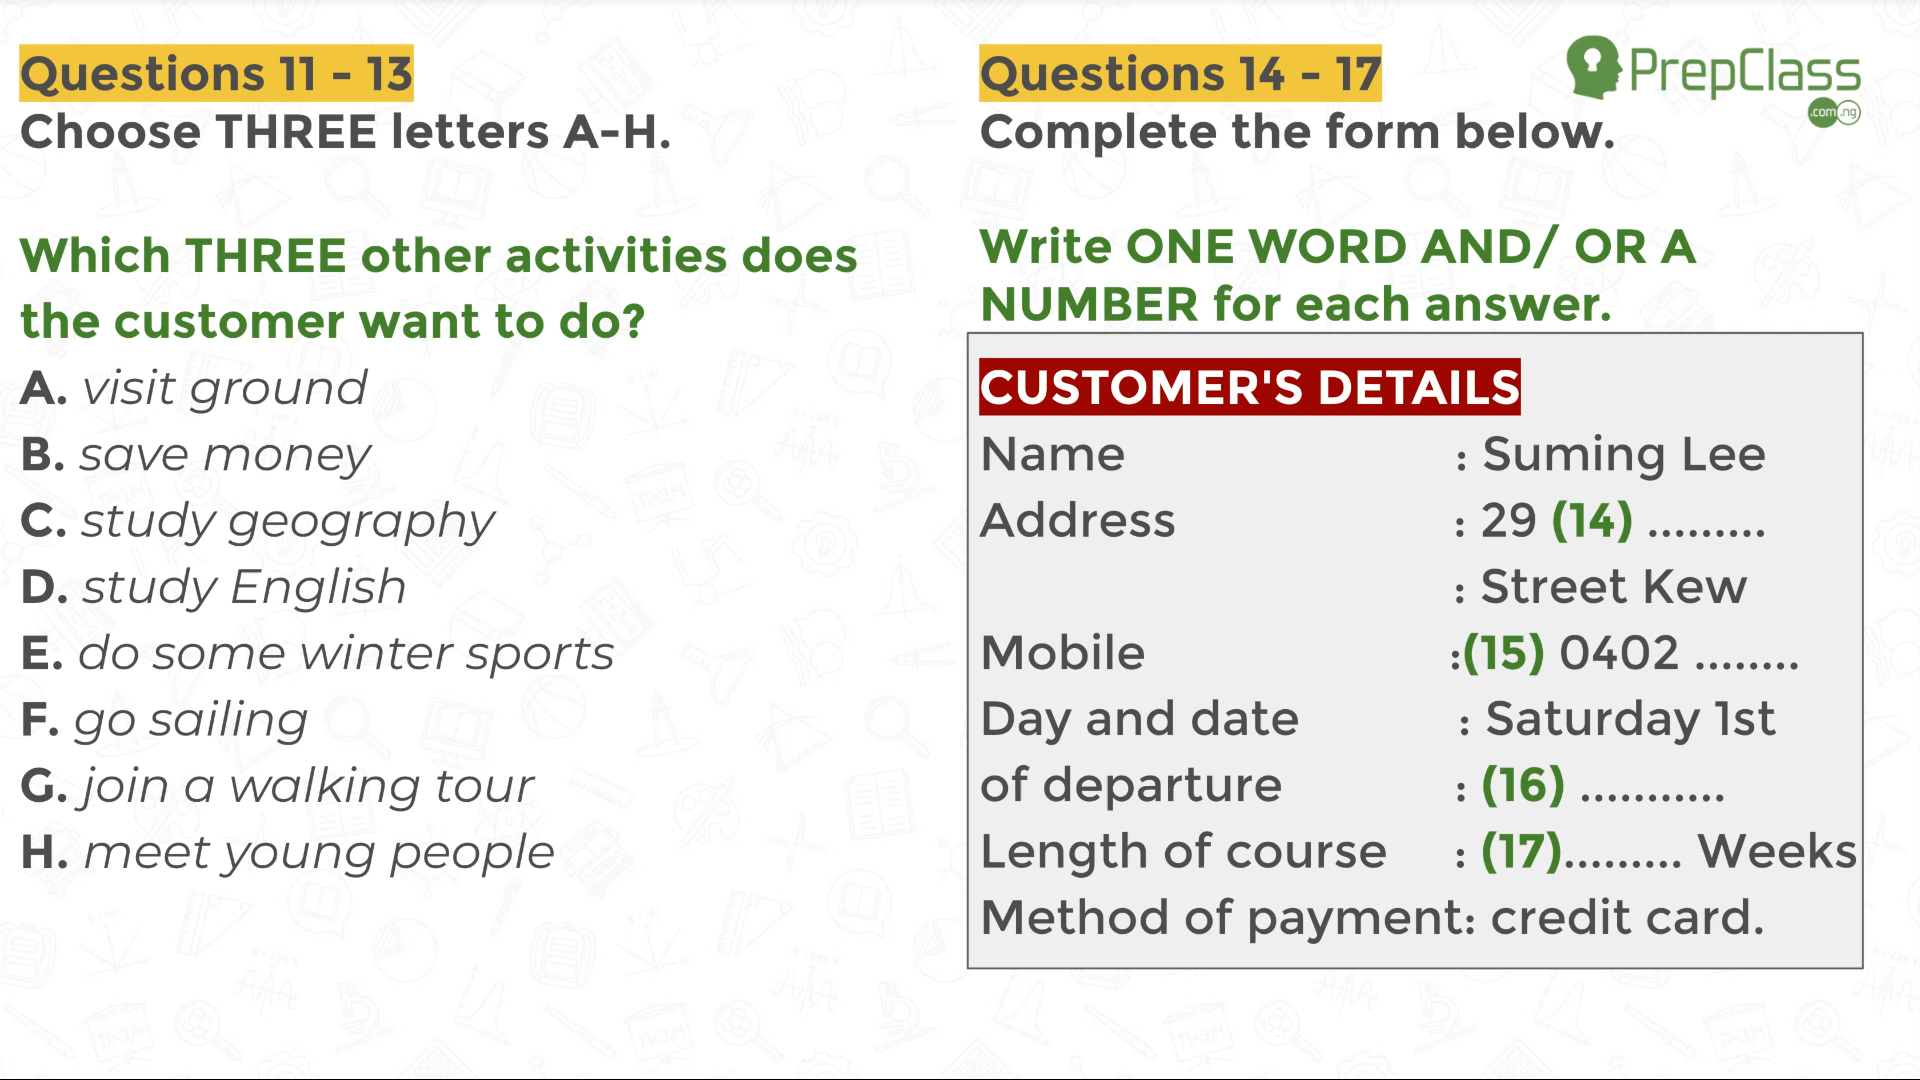 Questions 11 - 13
Choose THREE letters A-H.
Which THREE other activities does
the customer want to do?
A. visit ground
B. save money
C. study geography
D. study English
E. do some winter sports
F. go sailing
G. join a walking tour
H. meet young people
Questions 14 - 17
Complete the form below.
PrepClass
.com.ng
Write ONE WORD AND/ OR A
NUMBER for each answer.
CUSTOMER'S DETAILS
Name : Suming Lee
Address : 29 (14) .........
: Street Kew
Mobile :(15) 0402 ........
Day and date : Saturday 1st
of departure : (16) ...........
Length of course : (17)......... Weeks
Method of payment: credit card.